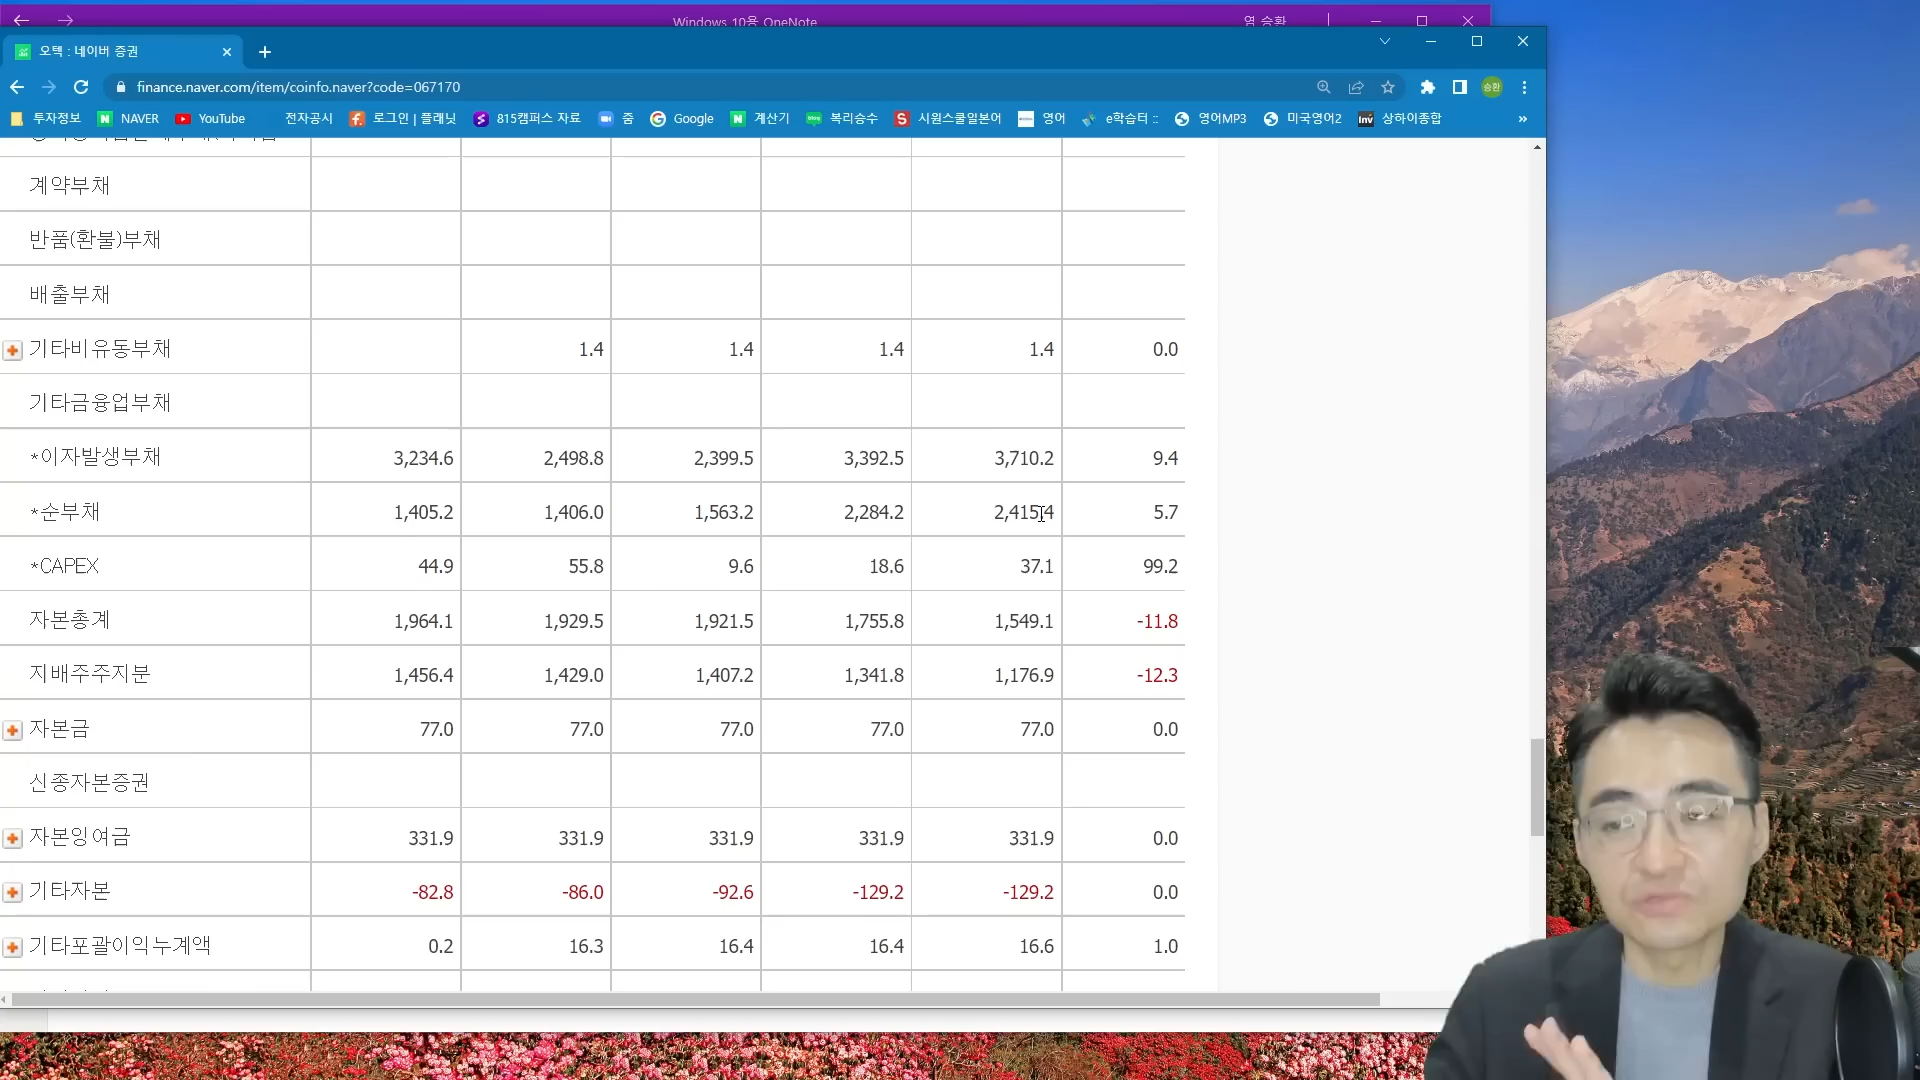 Windows 10용 OneNote
염 승환
오텍 : 네이버 증권
finance.naver.com/item/coinfo.naver?code=067170
승환
투자정보 NAVER YouTube 전자공시 로그인 | 플래닛 815캠퍼스 자료 줌 Google 계산기 복리승수 시원스쿨일본어 영어 e학습터 :: 영어MP3 미국영어2 상하이종합 »
계약부채
반품(환불)부채
배출부채
기타비유동부채 1.4 1.4 1.4 1.4 0.0
기타금융업부채
*이자발생부채 3,234.6 2,498.8 2,399.5 3,392.5 3,710.2 9.4
*순부채 1,405.2 1,406.0 1,563.2 2,284.2 2,415.4 5.7
*CAPEX 44.9 55.8 9.6 18.6 37.1 99.2
자본총계 1,964.1 1,929.5 1,921.5 1,755.8 1,549.1 -11.8
지배주주지분 1,456.4 1,429.0 1,407.2 1,341.8 1,176.9 -12.3
자본금 77.0 77.0 77.0 77.0 77.0 0.0
신종자본증권
자본잉여금 331.9 331.9 331.9 331.9 331.9 0.0
기타자본 -82.8 -86.0 -92.6 -129.2 -129.2 0.0
기타포괄이익누계액 0.2 16.3 16.4 16.4 16.6 1.0